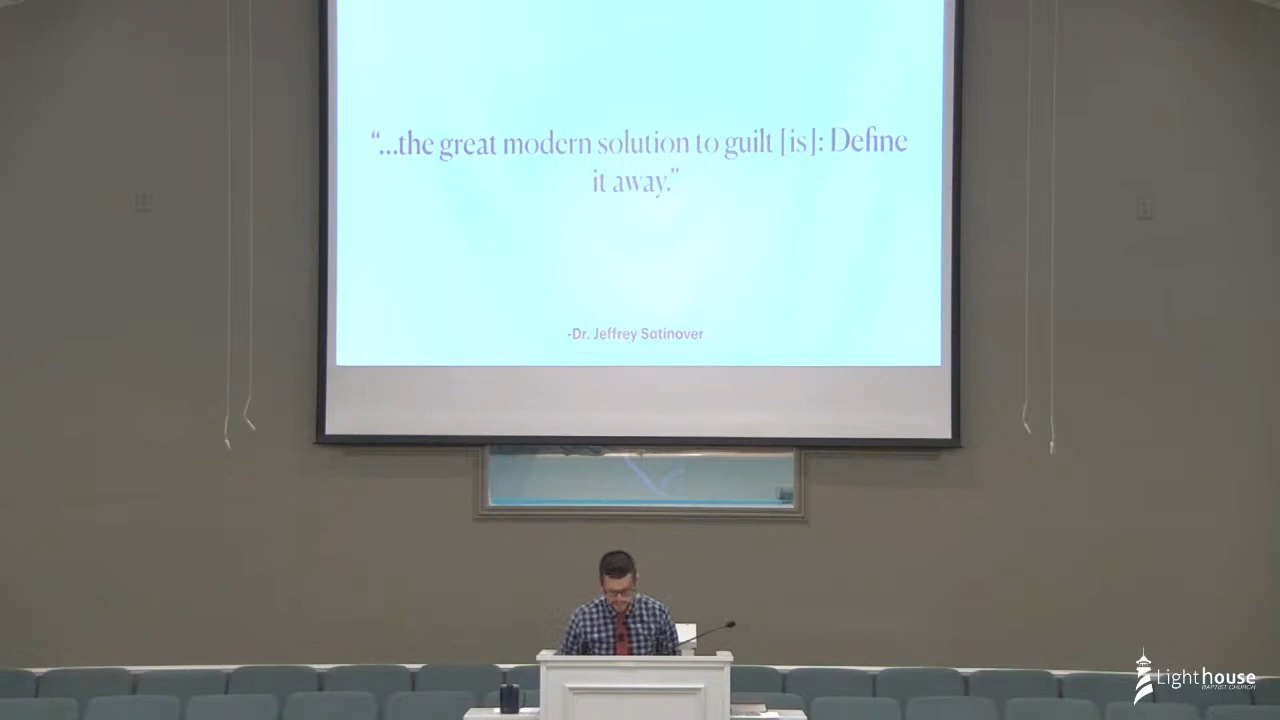 “...the great modern solution to guilt [is]: Define
it away.”
-Dr. Jeffrey Satinover
Lighthouse
BAPTIST CHURCH